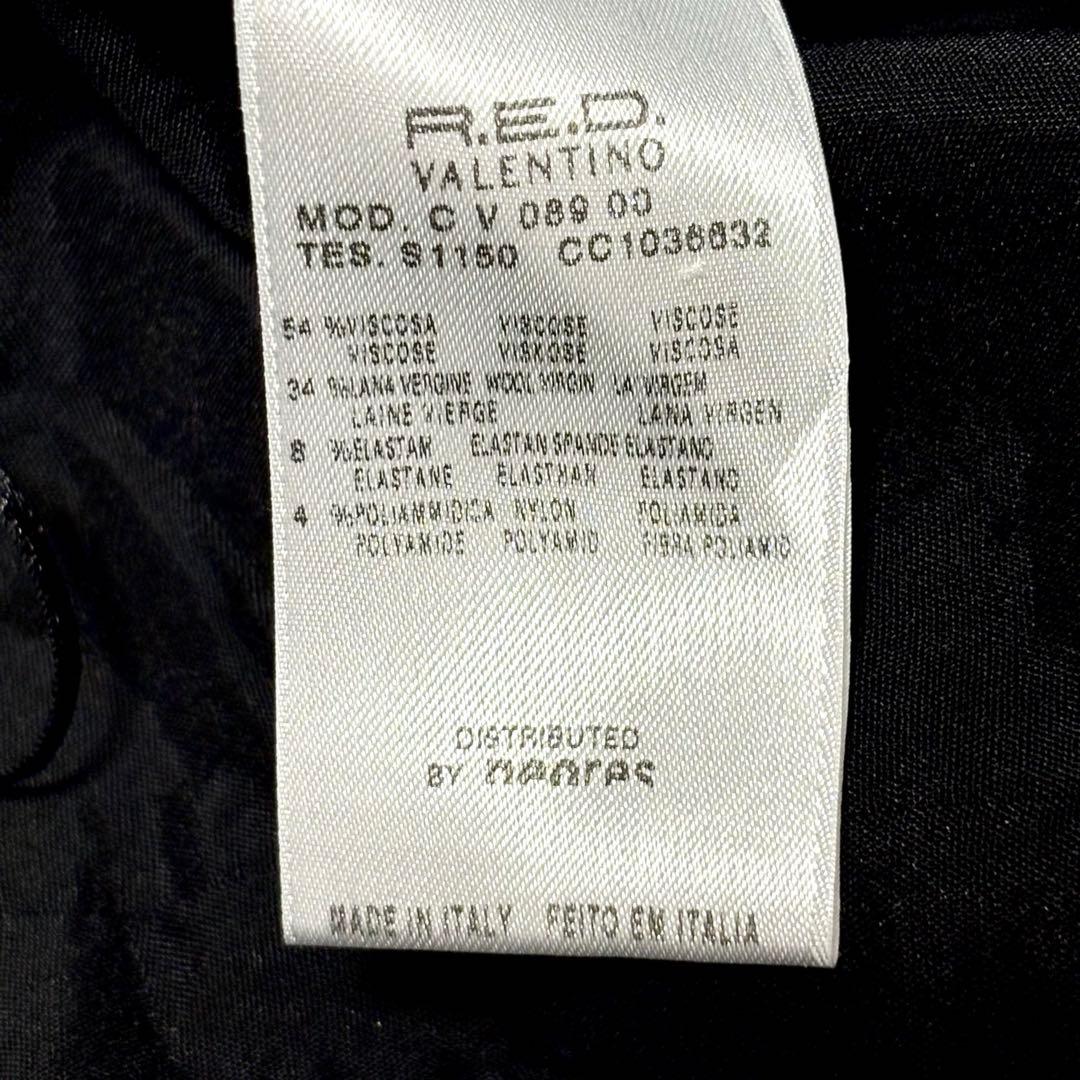 R.E.D.
VALENTINO
MOD. C V 089 00
TES. S1150 CC1036632
54 %VISCOSA VISCOSE VISCOSE
VISCOSE VISKOSE VISCOSA
34 %LANA VERGINE WOOL VIRGIN LA VIRGEM
LAINE VIERGE LANA VIRGEN
8 %ELASTAM ELASTAN SPANDE ELASTANO
ELASTANE ELASTHAN ELASTANO
4 %POLIAMMIDICA NYLON POLIAMIDA
POLYAMIDE POLYAMID FIBRA POLIAMID
DISTRIBUTED
BY
MADE IN ITALY FEITO EM ITALIA